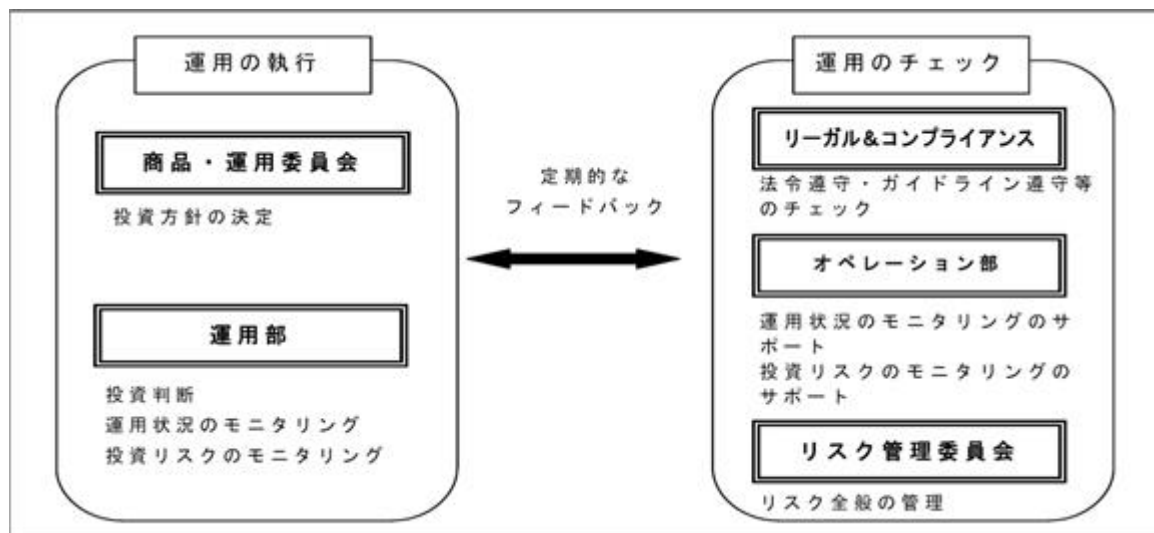 運用の執行
商品・運用委員会
投資方針の決定
運用部
投資判断
運用状況のモニタリング
投資リスクのモニタリング
定期的な
フィードバック
運用のチェック
リーガル&コンプライアンス
法令遵守・ガイドライン遵守等
のチェック
オペレーション部
運用状況のモニタリングのサ
ポート
投資リスクのモニタリングの
サポート
リスク管理委員会
リスク全般の管理